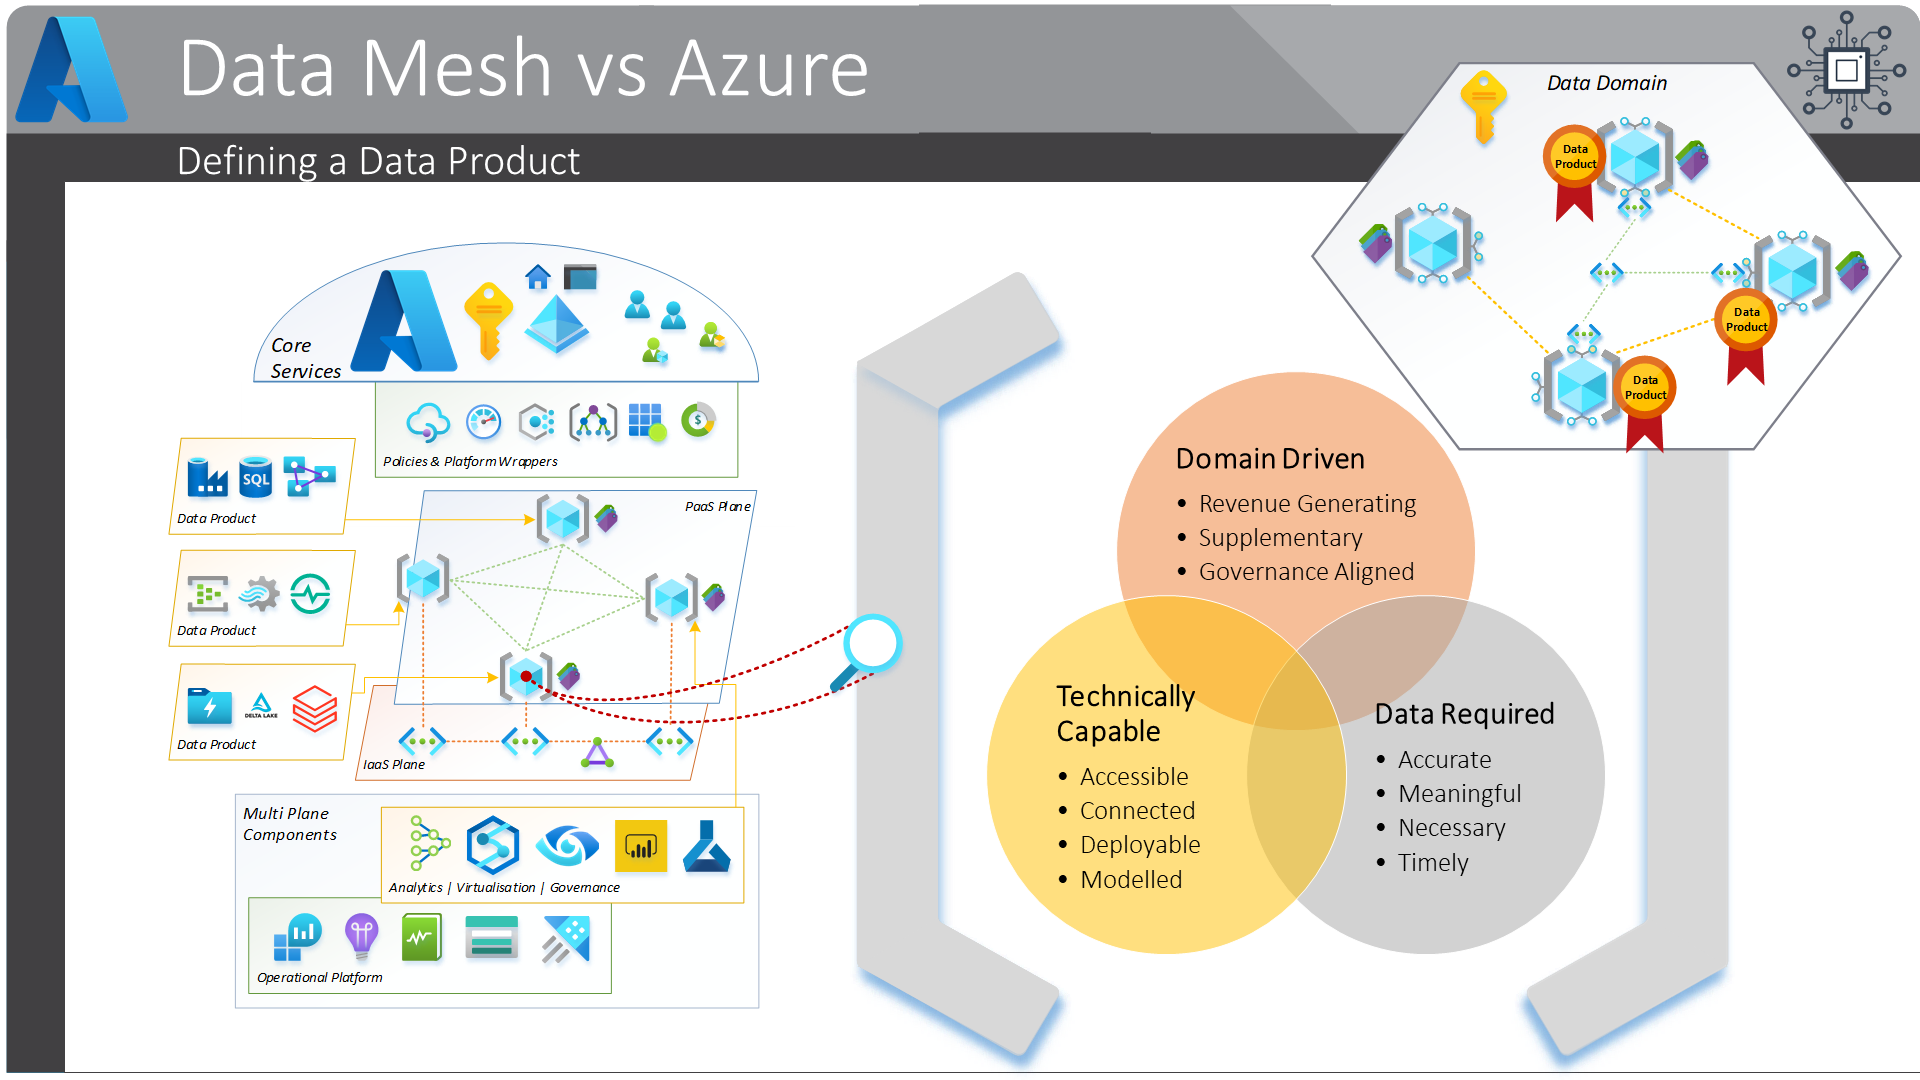 Data Mesh vs Azure
Defining a Data Product
Data Domain
Data
Product
Data
Product
Data
Product
Core
Services
Policies & Platform Wrappers
SQL
Data Product
Data Product
DELTA LAKE
Data Product
PaaS Plane
IaaS Plane
Multi Plane
Components
Analytics | Virtualisation | Governance
Operational Platform
Domain Driven
• Revenue Generating
• Supplementary
• Governance Aligned
Technically
Capable
• Accessible
• Connected
• Deployable
• Modelled
Data Required
• Accurate
• Meaningful
• Necessary
• Timely